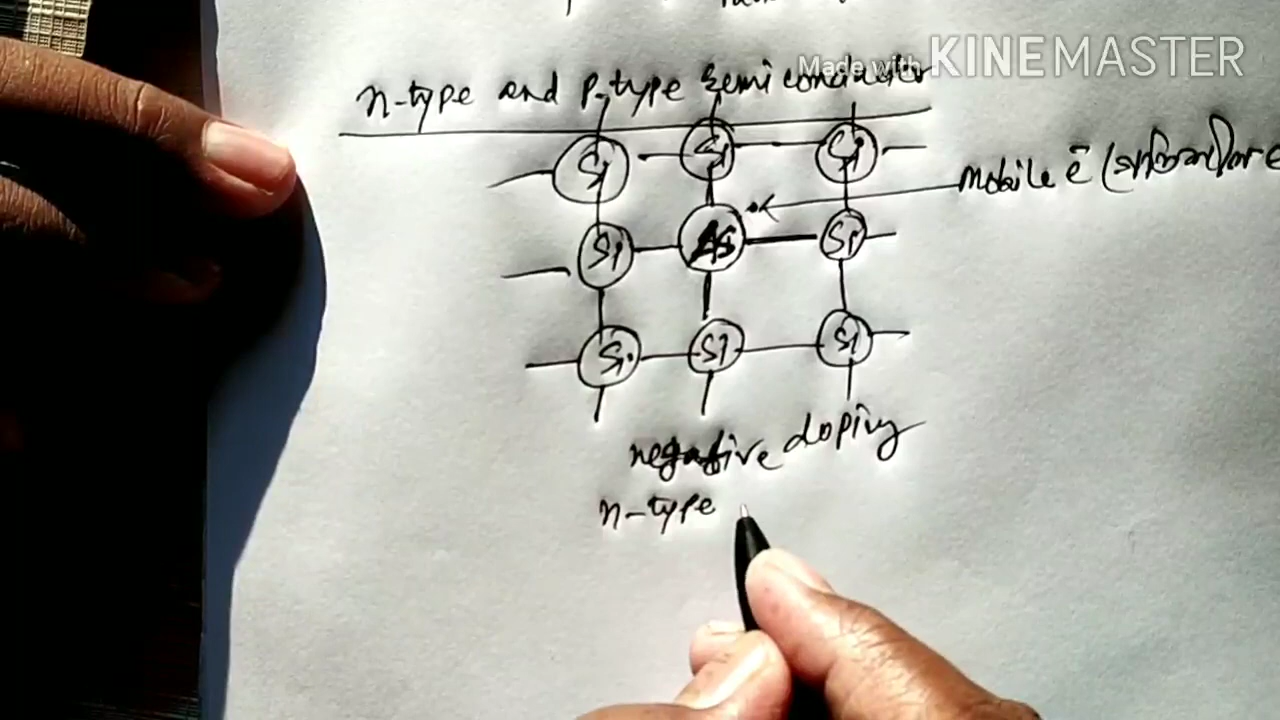 Made with KINEMASTER
n-type and p-type semi conductor
Si Si Si
mobile ē
Si As Si
Si Si Si
negative doping
n-type